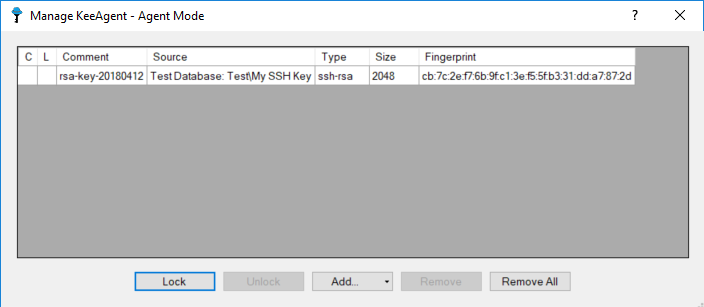 Manage KeeAgent - Agent Mode
?
C L Comment Source Type Size Fingerprint
rsa-key-20180412 Test Database: Test\My SSH Key ssh-rsa 2048 cb:7c:2e:f7:6b:9f:c1:3e:f5:5f:b3:31:dd:a7:87:2d
Lock Unlock Add... Remove Remove All